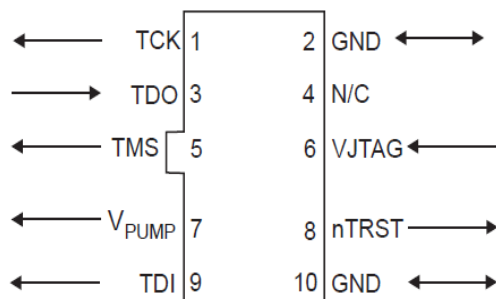 TCK 1 2 GND
TDO 3 4 N/C
TMS 5 6 VJTAG
VPUMP 7 8 nTRST
TDI 9 10 GND